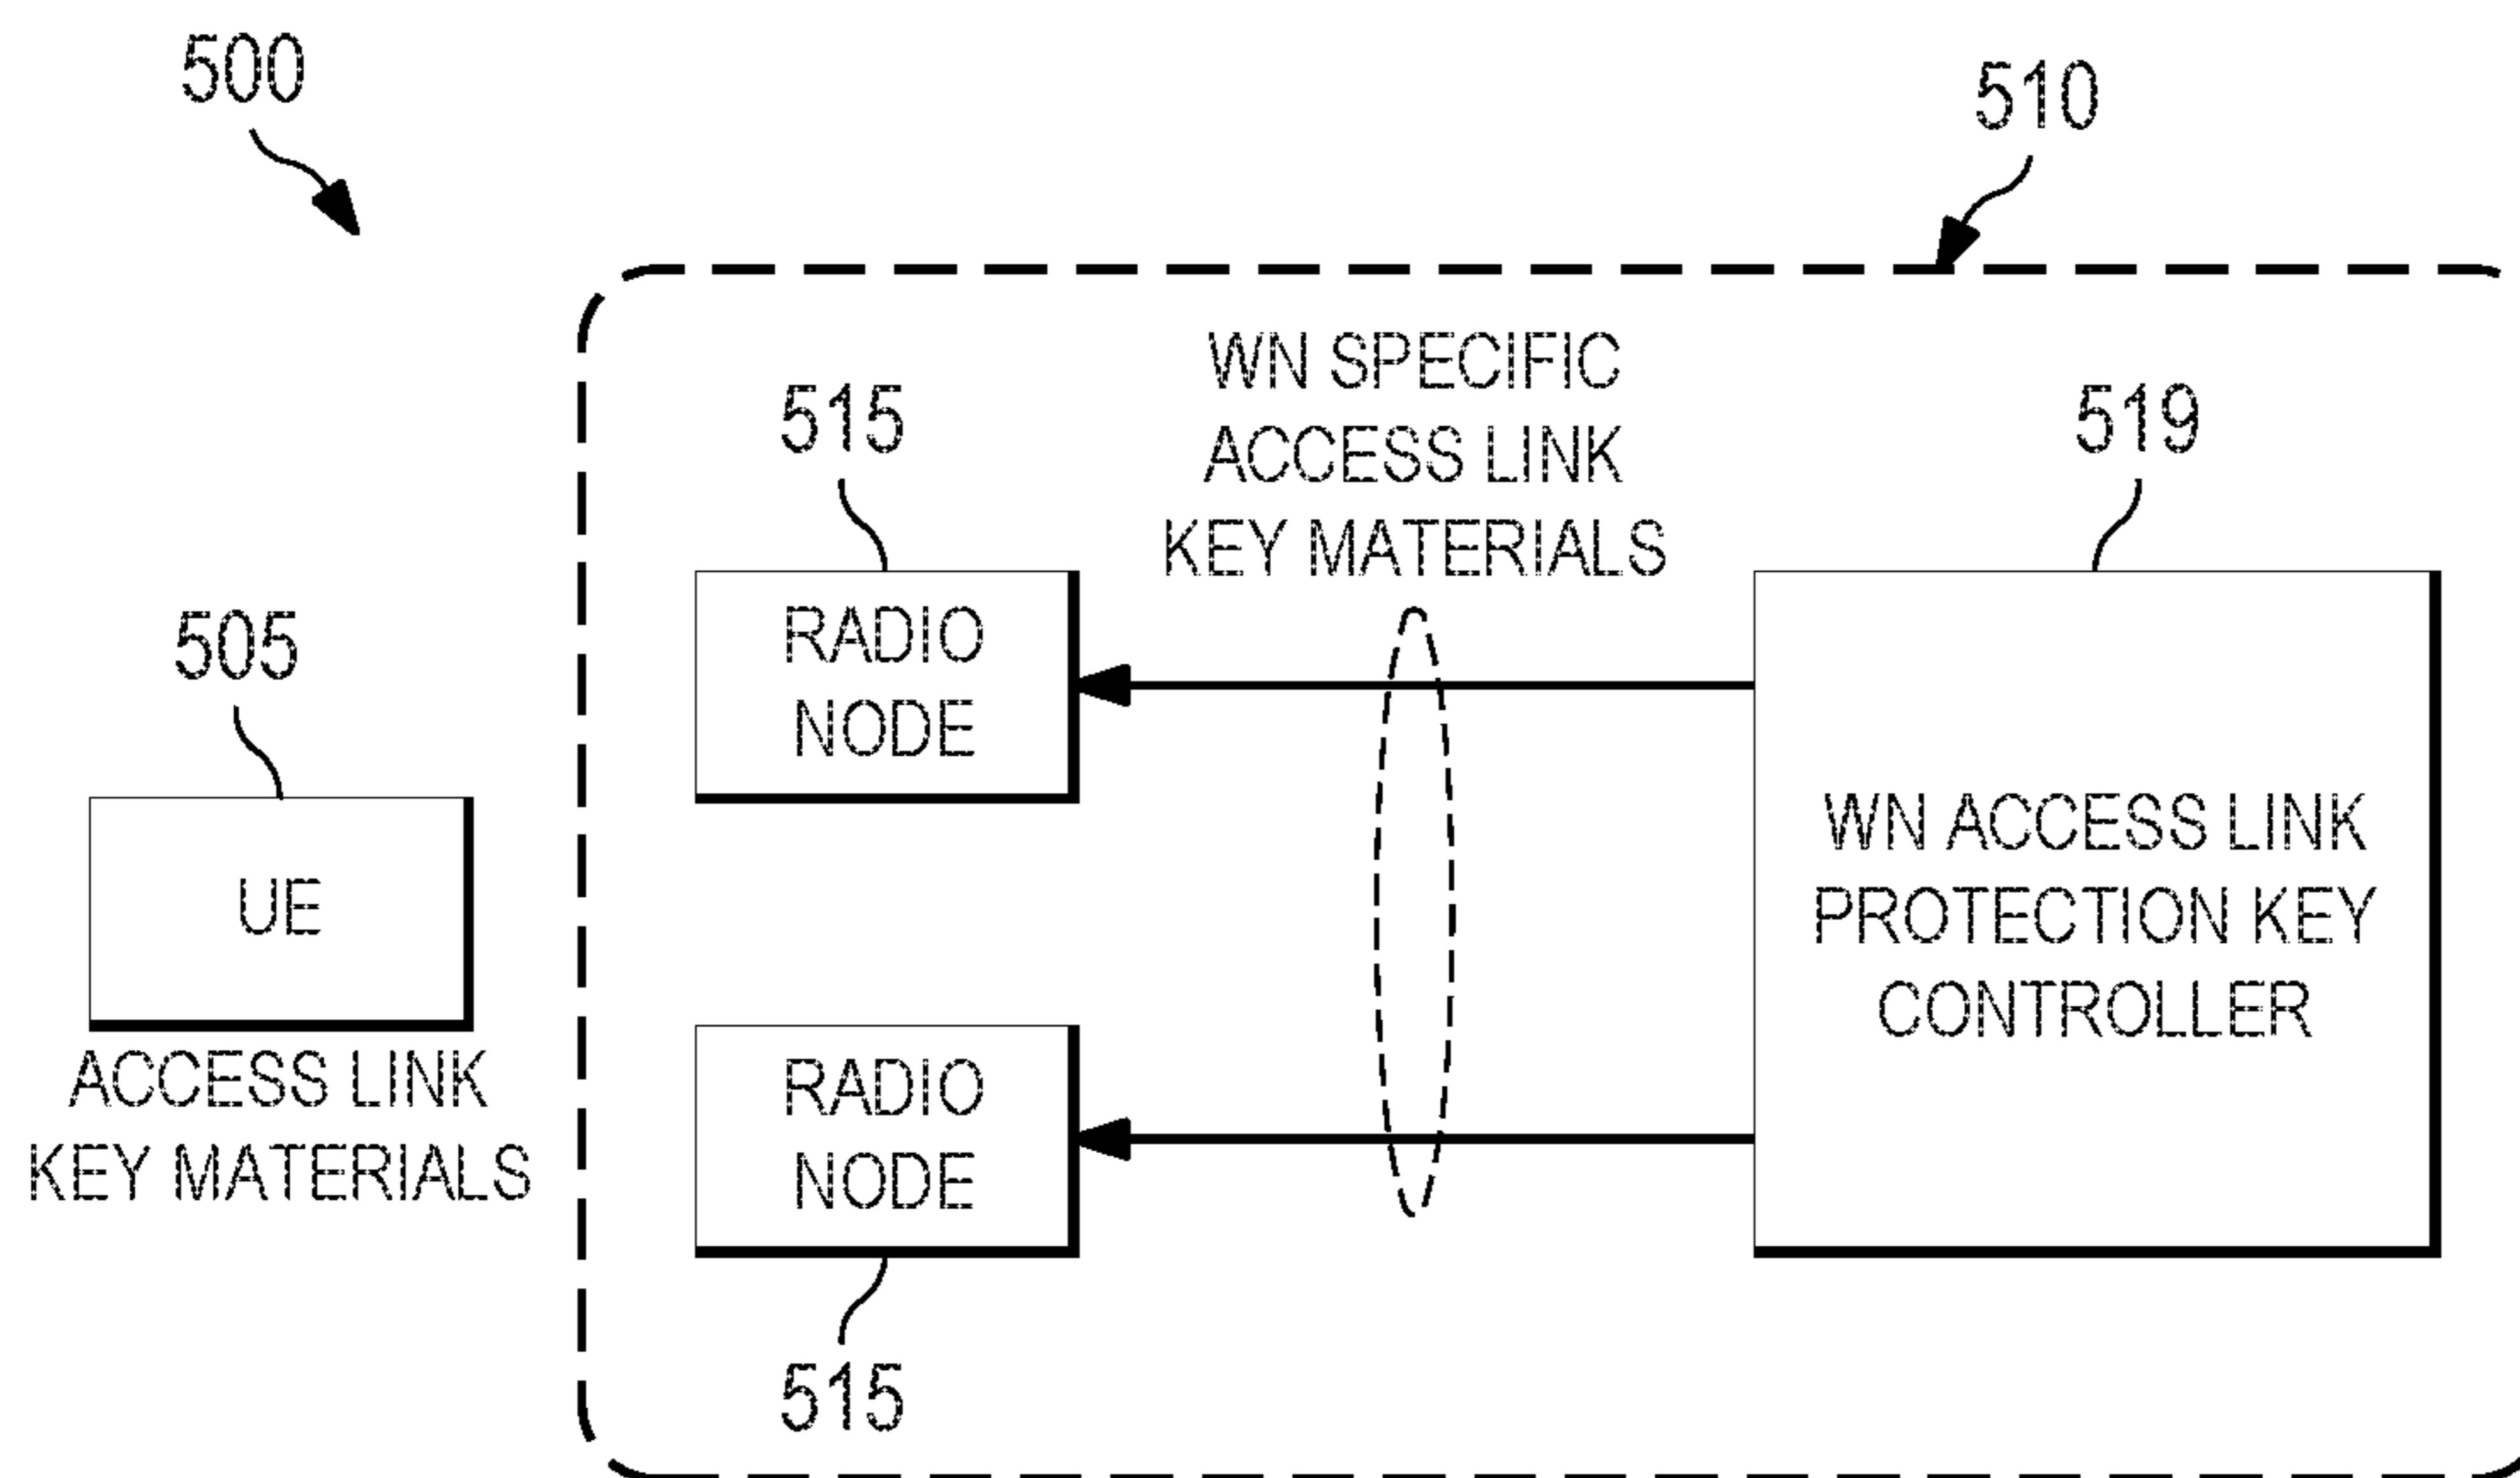 500
510
WN SPECIFIC
ACCESS LINK
KEY MATERIALS
515
519
505
RADIO
NODE
UE
WN ACCESS LINK
PROTECTION KEY
CONTROLLER
ACCESS LINK
KEY MATERIALS
RADIO
NODE
515